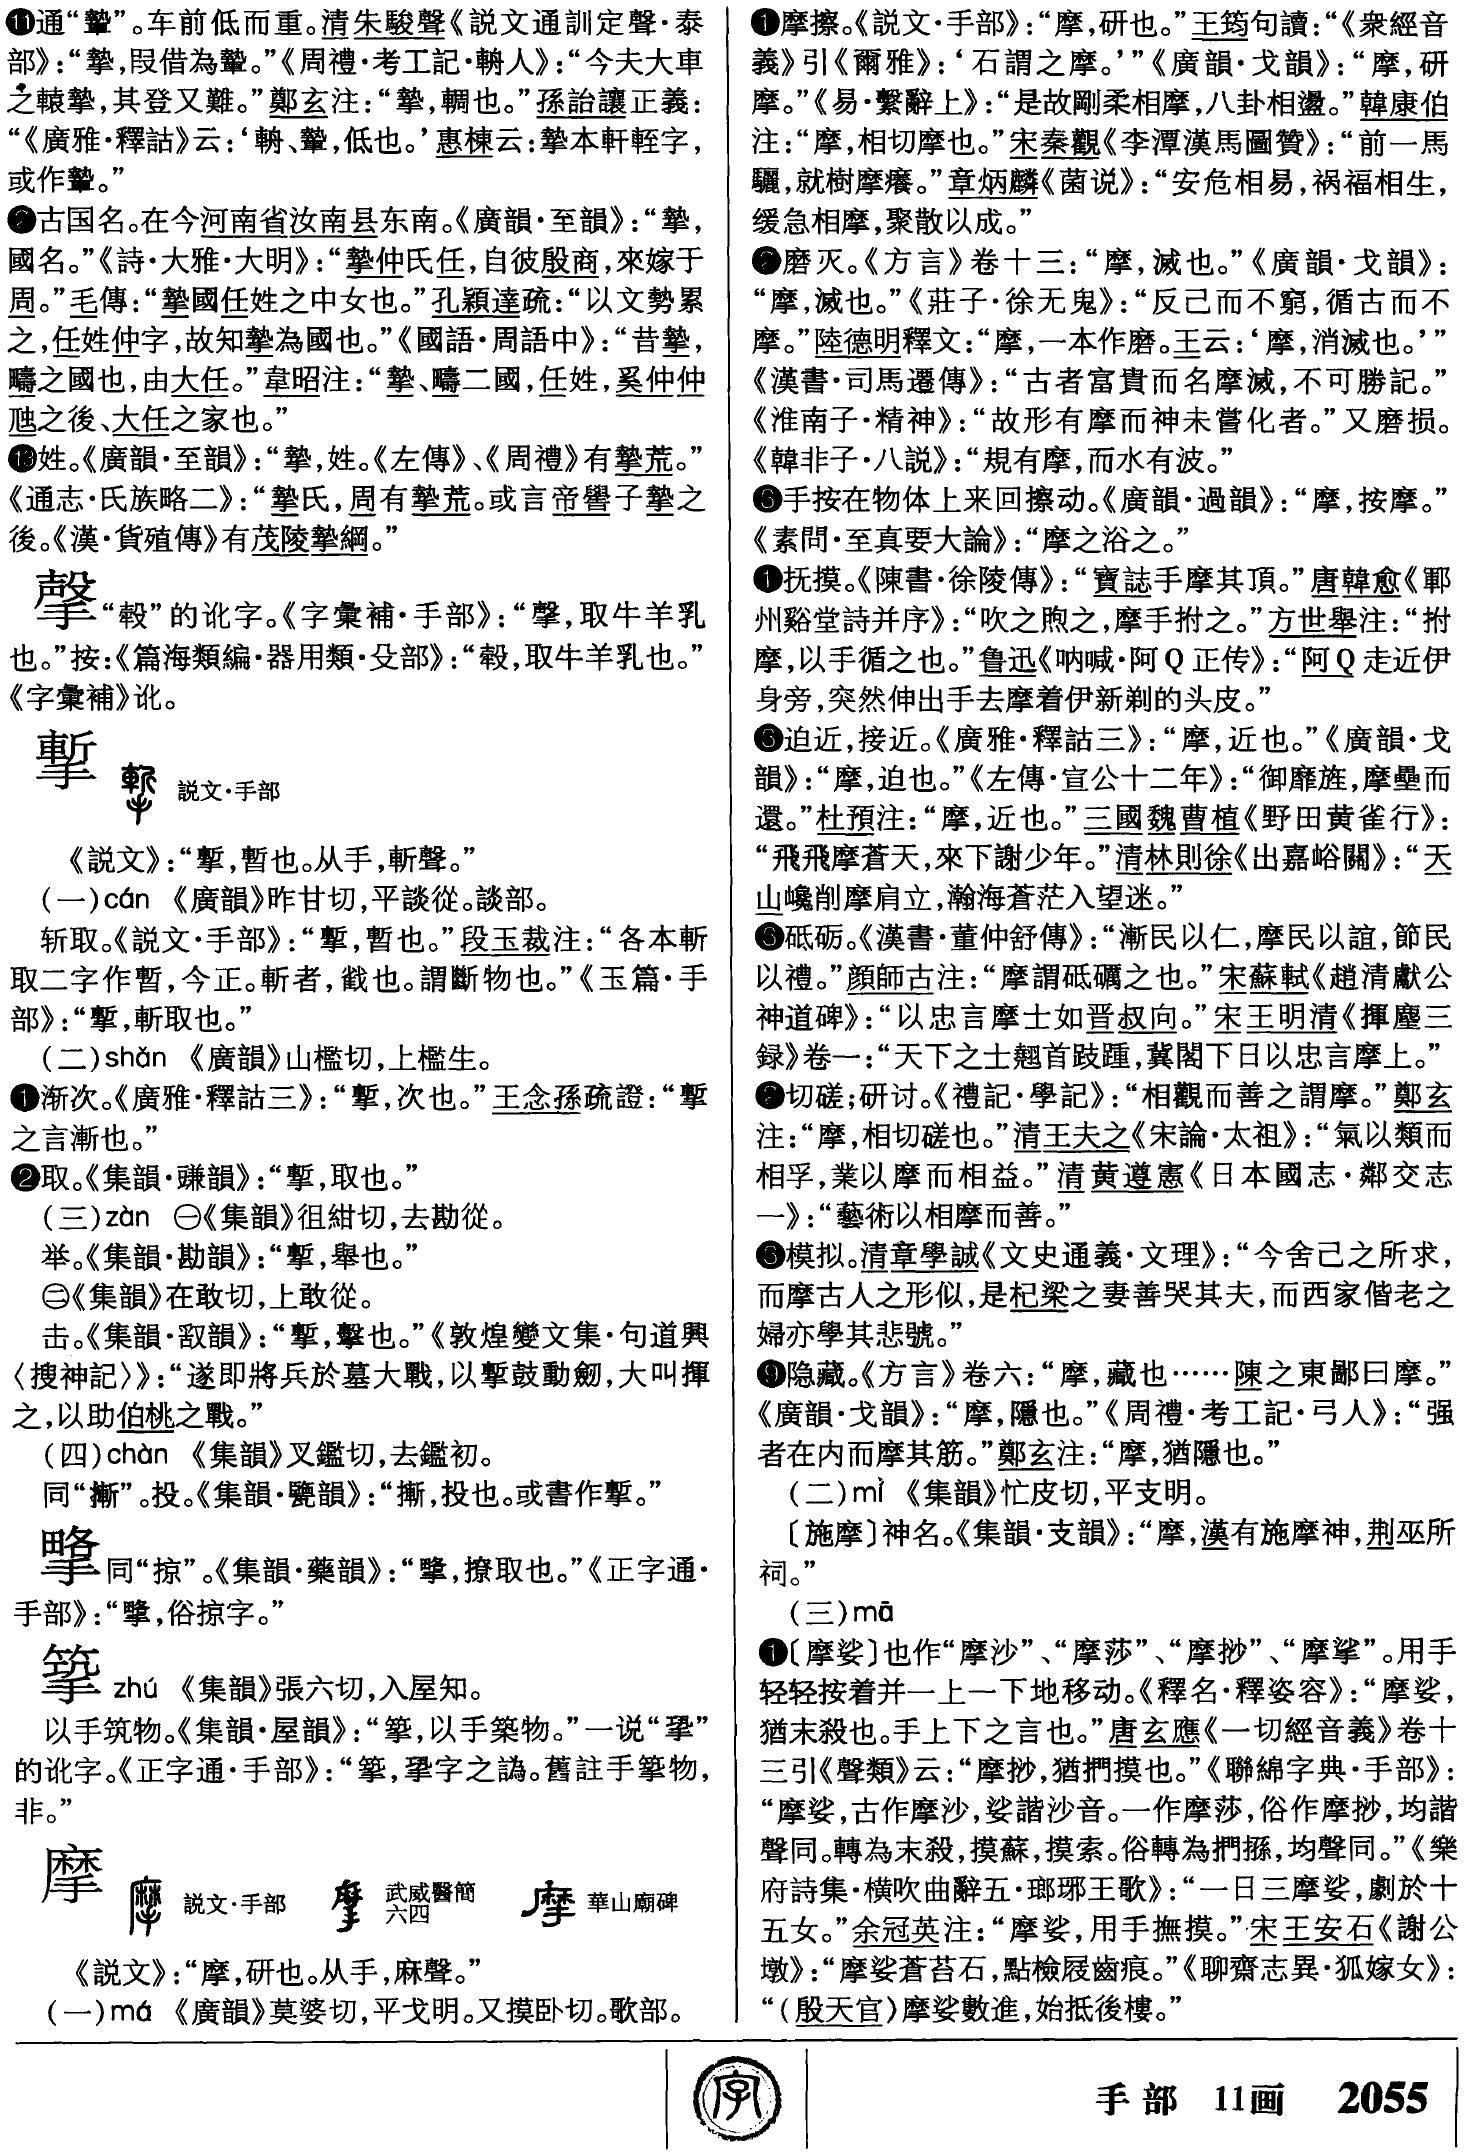 ⓫通“䡹”。车前低而重。清朱駿聲《説文通訓定聲·泰
部》：“摯，叚借為䡹。”《周禮·考工記·輈人》：“今夫大車
之轅摯，其登又難。”鄭玄注：“摯，輖也。”孫詒讓正義：
“《廣雅·釋詁》云：‘輈、䡹，低也。’惠棟云：摯本軒輊字，
或作䡹。”
⓬古国名。在今河南省汝南县东南。《廣韻·至韻》：“摯，
國名。”《詩·大雅·大明》：“摯仲氏任，自彼殷商，來嫁于
周。”毛傳：“摯國任姓之中女也。”孔穎達疏：“以文勢累
之，任姓仲字，故知摯為國也。”《國語·周語中》：“昔摯，
疇之國也，由大任。”韋昭注：“摯、疇二國，任姓，奚仲仲
虺之後、大任之家也。”
⓭姓。《廣韻·至韻》：“摯，姓。《左傳》、《周禮》有摯荒。”
《通志·氏族略二》：“摯氏，周有摯荒。或言帝嚳子摯之
後。《漢·貨殖傳》有茂陵摯綱。”
“㲉”的讹字。《字彙補·手部》：“，取牛羊乳
也。”按：《篇海類編·器用類·殳部》：“㲉，取牛羊乳也。”
《字彙補》讹。
摲
説文·手部
《説文》：“摲，暫也。从手，斬聲。”
（一）cán 《廣韻》昨甘切，平談從。談部。
斩取。《説文·手部》：“摲，暫也。”段玉裁注：“各本斬
取二字作暫，今正。斬者，截也。謂斷物也。”《玉篇·手
部》：“摲，斬取也。”
（二）shǎn 《廣韻》山檻切，上檻生。
❶渐次。《廣雅·釋詁三》：“摲，次也。”王念孫疏證：“摲
之言漸也。”
❷取。《集韻·豏韻》：“摲，取也。”
（三）zàn ㊀《集韻》徂紺切，去勘從。
举。《集韻·勘韻》：“摲，舉也。”
㊁《集韻》在敢切，上敢從。
击。《集韻·敢韻》：“摲，擊也。”《敦煌變文集·句道興
〈搜神記〉》：“遂即將兵於墓大戰，以摲鼓動劒，大叫揮
之，以助伯桃之戰。”
（四）chàn 《集韻》叉鑑切，去鑑初。
同“摲”。投。《集韻·鑒韻》：“摲，投也。或書作摲。”
撂同“掠”。《集韻·藥韻》：“撂，撩取也。”《正字通·
手部》：“撂，俗掠字。”
zhú 《集韻》張六切，入屋知。
以手筑物。《集韻·屋韻》：“，以手築物。”一说“”
的讹字。《正字通·手部》：“，字之譌。舊註手物，
非。”
摩
説文·手部
武威醫簡
六四
華山廟碑
《説文》：“摩，研也。从手，麻聲。”
（一）mó 《廣韻》莫婆切，平戈明。又摸卧切。歌部。
❶摩擦。《説文·手部》：“摩，研也。”王筠句讀：“《衆經音
義》引《爾雅》：‘石謂之摩。’”《廣韻·戈韻》：“摩，研
摩。”《易·繫辭上》：“是故剛柔相摩，八卦相盪。”韓康伯
注：“摩，相切摩也。”宋秦觀《李潭漢馬圖贊》：“前一馬
驪，就樹摩癢。”章炳麟《菌说》：“安危相易，祸福相生，
缓急相摩，聚散以成。”
❷磨灭。《方言》卷十三：“摩，滅也。”《廣韻·戈韻》：
“摩，滅也。”《莊子·徐无鬼》：“反己而不窮，循古而不
摩。”陸德明釋文：“摩，一本作磨。王云：‘摩，消滅也。’”
《漢書·司馬遷傳》：“古者富貴而名摩滅，不可勝記。”
《淮南子·精神》：“故形有摩而神未嘗化者。”又磨损。
《韓非子·八説》：“規有摩，而水有波。”
❸手按在物体上来回擦动。《廣韻·過韻》：“摩，按摩。”
《素問·至真要大論》：“摩之浴之。”
❹抚摸。《陳書·徐陵傳》：“寶誌手摩其頂。”唐韓愈《鄆
州谿堂詩并序》：“吹之煦之，摩手拊之。”方世舉注：“拊
摩，以手循之也。”鲁迅《呐喊·阿Q正传》：“阿Q走近伊
身旁，突然伸出手去摩着伊新剃的头皮。”
❺迫近，接近。《廣雅·釋詁三》：“摩，近也。”《廣韻·戈
韻》：“摩，迫也。”《左傳·宣公十二年》：“御靡旌，摩壘而
還。”杜預注：“摩，近也。”三國魏曹植《野田黄雀行》：
“飛飛摩蒼天，來下謝少年。”清林則徐《出嘉峪關》：“天
山巉削摩肩立，瀚海蒼茫入望迷。”
❻砥砺。《漢書·董仲舒傳》：“漸民以仁，摩民以誼，節民
以禮。”顔師古注：“摩謂砥礪之也。”宋蘇軾《趙清獻公
神道碑》：“以忠言摩士如晋叔向。”宋王明清《揮麈三
録》卷一：“天下之士翹首跂踵，冀閣下日以忠言摩上。”
❼切磋；研讨。《禮記·學記》：“相觀而善之謂摩。”鄭玄
注：“摩，相切磋也。”清王夫之《宋論·太祖》：“氣以類而
相孚，業以摩而相益。”清黄遵憲《日本國志·鄰交志
一》：“藝術以相摩而善。”
❽模拟。清章學誠《文史通義·文理》：“今舍己之所求，
而摩古人之形似，是杞梁之妻善哭其夫，而西家偕老之
婦亦學其悲號。”
❾隐藏。《方言》卷六：“摩，藏也……陳之東鄙曰摩。”
《廣韻·戈韻》：“摩，隱也。”《周禮·考工記·弓人》：“强
者在内而摩其筋。”鄭玄注：“摩，猶隱也。”
（二）mǐ 《集韻》忙皮切，平支明。
〔施摩〕神名。《集韻·支韻》：“摩，漢有施摩神，荆巫所
祠。”
（三）mā
❶〔摩娑〕也作“摩沙”、“摩莎”、“摩抄”、“摩挲”。用手
轻轻按着并一上一下地移动。《釋名·釋姿容》：“摩娑，
猶末殺也。手上下之言也。”唐玄應《一切經音義》卷十
三引《聲類》云：“摩抄，猶捫摸也。”《聯綿字典·手部》：
“摩娑，古作摩沙，娑諧沙音。一作摩莎，俗作摩抄，均諧
聲同。轉為末殺，摸蘇，摸索。俗轉為捫搎，均聲同。”《樂
府詩集·横吹曲辭五·瑯琊王歌》：“一日三摩娑，劇於十
五女。”余冠英注：“摩娑，用手撫摸。”宋王安石《謝公
墩》：“摩娑蒼苔石，點檢屐齒痕。”《聊齋志異·狐嫁女》：
“（殷天官）摩娑數進，始抵後樓。”
字
手部 11画 2055